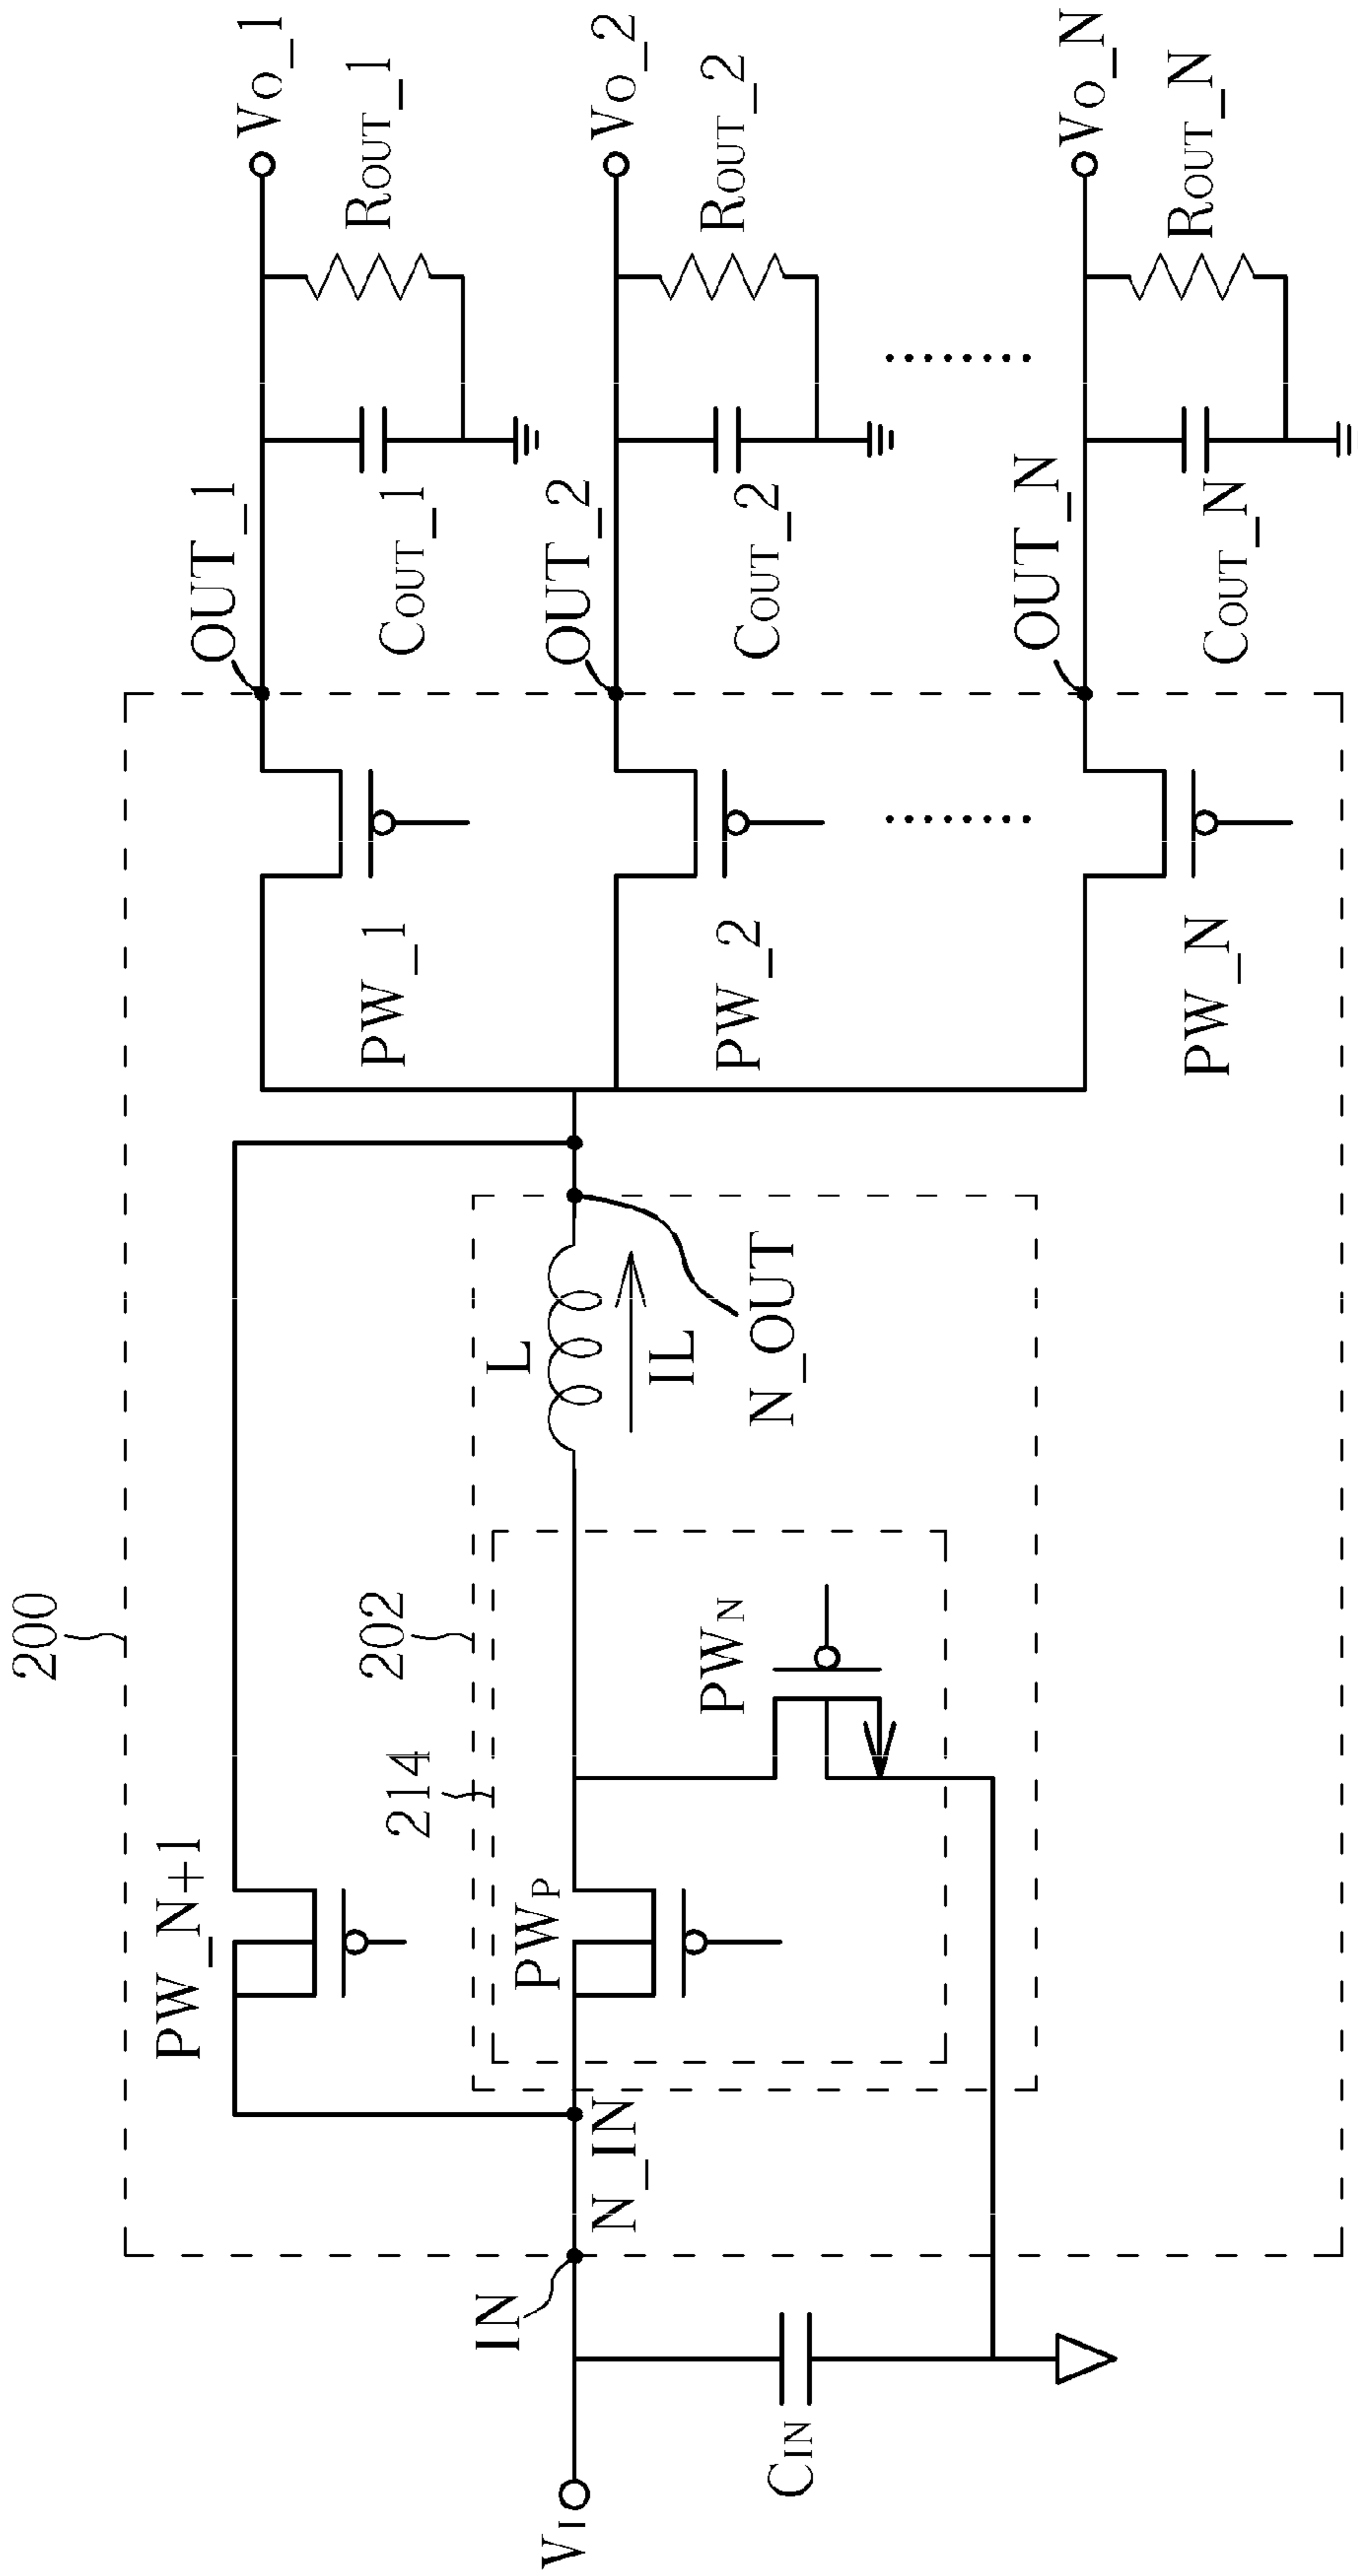 200
PW_N+1
202
214
PWP
PWN
L
IL
N_OUT
N_IN
IN
VI
CIN
PW_1
OUT_1
COUT_1
ROUT_1
VO_1
PW_2
OUT_2
COUT_2
ROUT_2
VO_2
PW_N
OUT_N
COUT_N
ROUT_N
VO_N